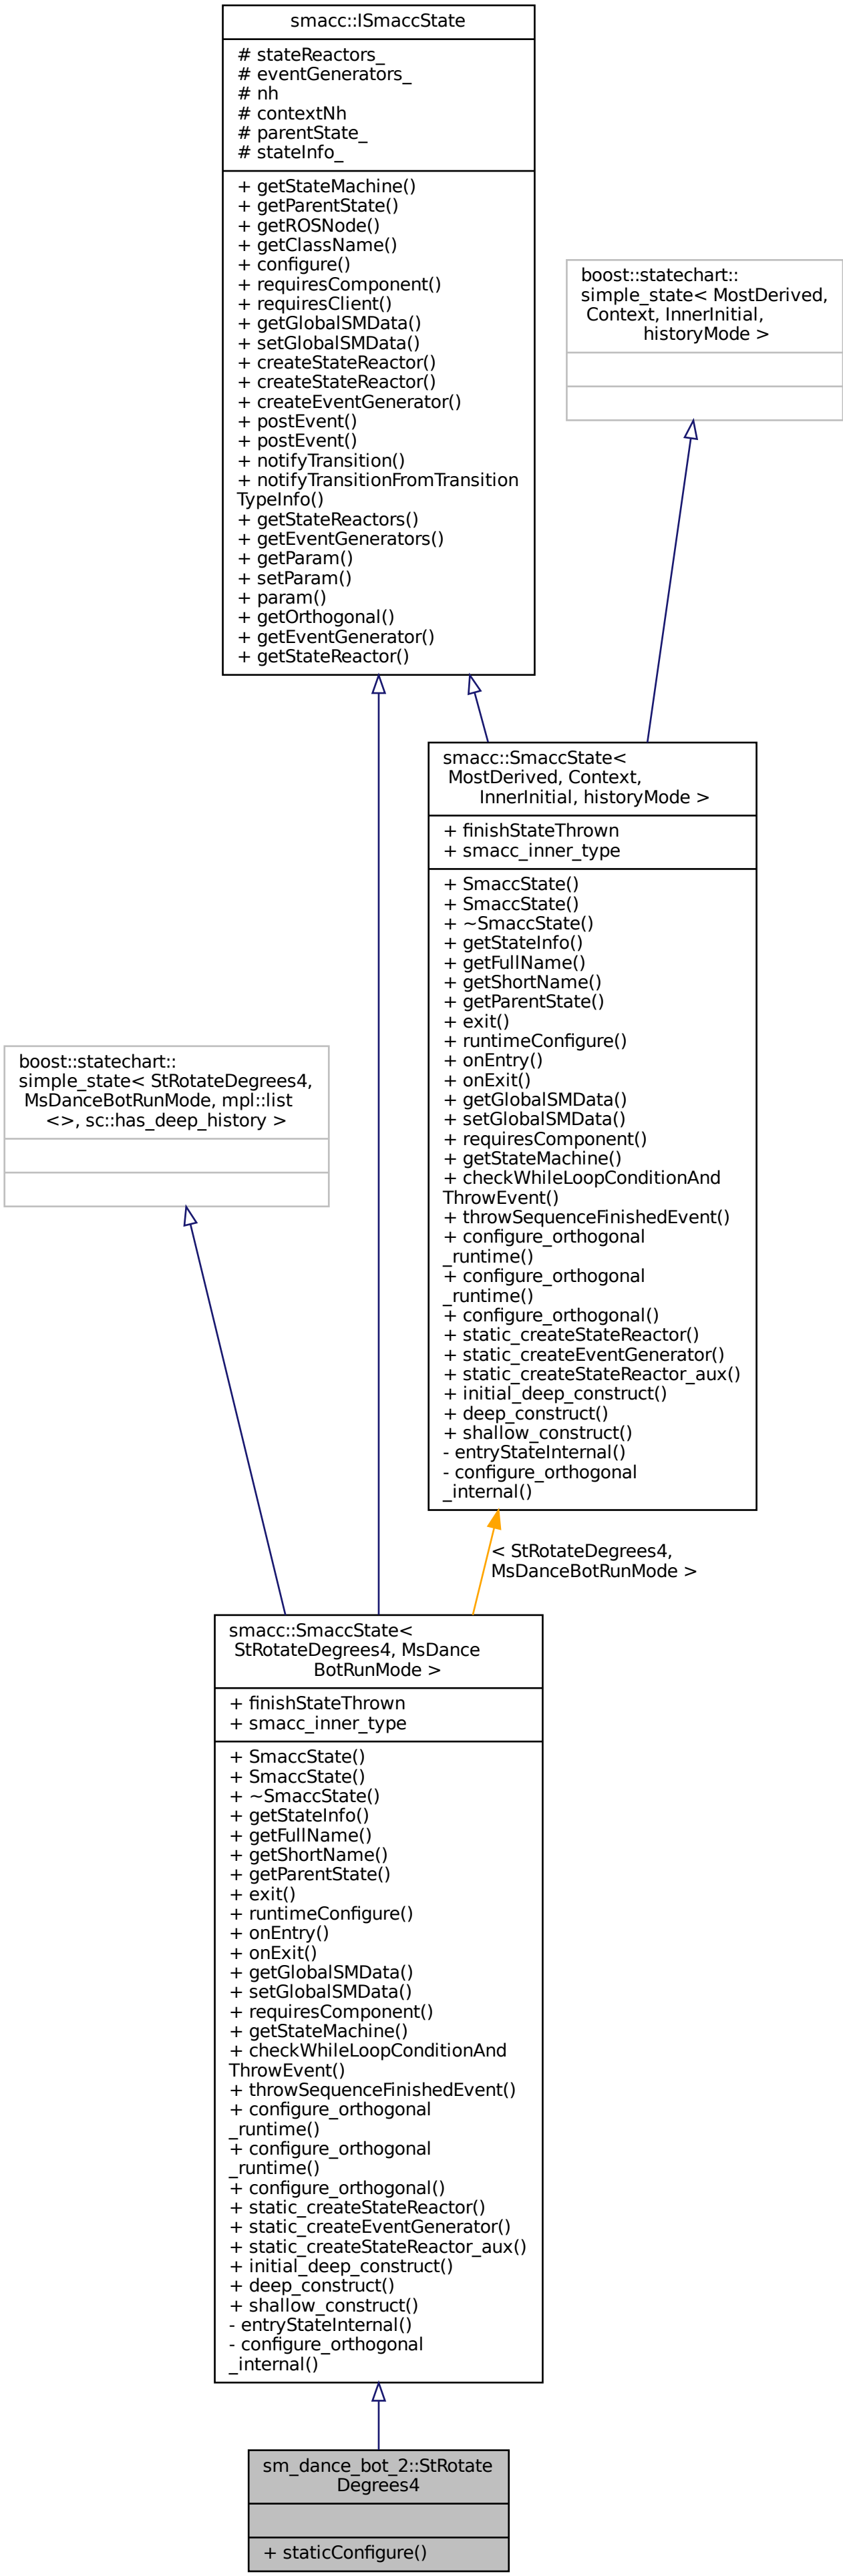 smacc::ISmaccState
# stateReactors_
# eventGenerators_
# nh
# contextNh
# parentState_
# stateInfo_
+ getStateMachine()
+ getParentState()
+ getROSNode()
+ getClassName()
+ configure()
+ requiresComponent()
+ requiresClient()
+ getGlobalSMData()
+ setGlobalSMData()
+ createStateReactor()
+ createStateReactor()
+ createEventGenerator()
+ postEvent()
+ postEvent()
+ notifyTransition()
+ notifyTransitionFromTransition
TypeInfo()
+ getStateReactors()
+ getEventGenerators()
+ getParam()
+ setParam()
+ param()
+ getOrthogonal()
+ getEventGenerator()
+ getStateReactor()
boost::statechart::
simple_state< MostDerived,
Context, InnerInitial,
historyMode >
smacc::SmaccState<
MostDerived, Context,
InnerInitial, historyMode >
+ finishStateThrown
+ smacc_inner_type
+ SmaccState()
+ SmaccState()
+ ~SmaccState()
+ getStateInfo()
+ getFullName()
+ getShortName()
+ getParentState()
+ exit()
+ runtimeConfigure()
+ onEntry()
+ onExit()
+ getGlobalSMData()
+ setGlobalSMData()
+ requiresComponent()
+ getStateMachine()
+ checkWhileLoopConditionAnd
ThrowEvent()
+ throwSequenceFinishedEvent()
+ configure_orthogonal
_runtime()
+ configure_orthogonal
_runtime()
+ configure_orthogonal()
+ static_createStateReactor()
+ static_createEventGenerator()
+ static_createStateReactor_aux()
+ initial_deep_construct()
+ deep_construct()
+ shallow_construct()
- entryStateInternal()
- configure_orthogonal
_internal()
boost::statechart::
simple_state< StRotateDegrees4,
MsDanceBotRunMode, mpl::list
<>, sc::has_deep_history >
< StRotateDegrees4,
MsDanceBotRunMode >
smacc::SmaccState<
StRotateDegrees4, MsDance
BotRunMode >
+ finishStateThrown
+ smacc_inner_type
+ SmaccState()
+ SmaccState()
+ ~SmaccState()
+ getStateInfo()
+ getFullName()
+ getShortName()
+ getParentState()
+ exit()
+ runtimeConfigure()
+ onEntry()
+ onExit()
+ getGlobalSMData()
+ setGlobalSMData()
+ requiresComponent()
+ getStateMachine()
+ checkWhileLoopConditionAnd
ThrowEvent()
+ throwSequenceFinishedEvent()
+ configure_orthogonal
_runtime()
+ configure_orthogonal
_runtime()
+ configure_orthogonal()
+ static_createStateReactor()
+ static_createEventGenerator()
+ static_createStateReactor_aux()
+ initial_deep_construct()
+ deep_construct()
+ shallow_construct()
- entryStateInternal()
- configure_orthogonal
_internal()
sm_dance_bot_2::StRotate
Degrees4
+ staticConfigure()